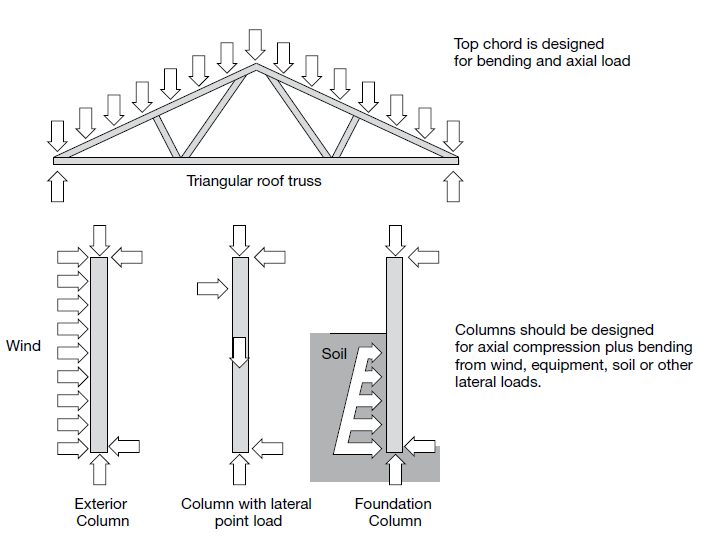 Top chord is designed
for bending and axial load
Triangular roof truss
Wind
Soil
Columns should be designed
for axial compression plus bending
from wind, equipment, soil or other
lateral loads.
Exterior
Column
Column with lateral
point load
Foundation
Column